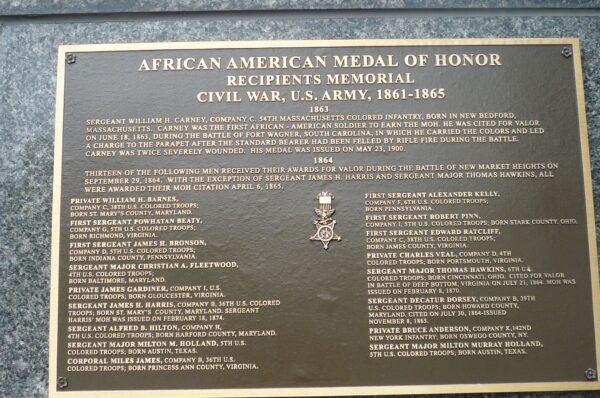 AFRICAN AMERICAN MEDAL OF HONOR
RECIPIENTS MEMORIAL
CIVIL WAR, U.S. ARMY, 1861-1865
1863
SERGEANT WILLIAM H. CARNEY, COMPANY C. 54TH MASSACHUSETTS COLORED INFANTRY, BORN IN NEW BEDFORD,
MASSACHUSETTS. CARNEY WAS THE FIRST AFRICAN - AMERICAN SOLDIER TO EARN THE MOH. HE WAS CITED FOR VALOR
ON JUNE 18, 1863, DURING THE BATTLE OF FORT WAGNER, SOUTH CAROLINA, IN WHICH HE CARRIED THE COLORS AND LED
A CHARGE TO THE PARAPET AFTER THE STANDARD BEARER HAD BEEN FELLED BY RIFLE FIRE DURING THE BATTLE.
CARNEY WAS TWICE SEVERELY WOUNDED. HIS MEDAL WAS ISSUED ON MAY 23, 1900.
1864
THIRTEEN OF THE FOLLOWING MEN RECEIVED THEIR AWARDS FOR VALOR DURING THE BATTLE OF NEW MARKET HEIGHTS ON
SEPTEMBER 29, 1864. WITH THE EXCEPTION OF SERGEANT JAMES H. HARRIS AND SERGEANT MAJOR THOMAS HAWKINS, ALL
WERE AWARDED THEIR MOH CITATION APRIL 6, 1865.
PRIVATE WILLIAM H. BARNES,
COMPANY C, 38TH U.S. COLORED TROOPS;
BORN ST. MARY'S COUNTY, MARYLAND.
FIRST SERGEANT POWHATAN BEATY,
COMPANY G, 5TH U.S. COLORED TROOPS;
BORN RICHMOND, VIRGINIA.
FIRST SERGEANT JAMES H. BRONSON,
COMPANY D, 5TH U.S. COLORED TROOPS;
BORN INDIANA COUNTY, PENNSYLVANIA.
SERGEANT MAJOR CHRISTIAN A. FLEETWOOD,
4TH U.S. COLORED TROOPS;
BORN BALTIMORE, MARYLAND.
PRIVATE JAMES GARDINER, COMPANY I, U.S.
COLORED TROOPS; BORN GLOUCESTER, VIRGINIA.
SERGEANT JAMES H. HARRIS, COMPANY B, 38TH U.S. COLORED
TROOPS; BORN ST. MARY'S COUNTY, MARYLAND. SERGEANT
HARRIS' MOH WAS ISSUED ON FEBRUARY 18, 1874.
SERGEANT ALFRED B. HILTON, COMPANY H,
4TH U.S. COLORED TROOPS; BORN HARFORD COUNTY, MARYLAND.
SERGEANT MAJOR MILTON M. HOLLAND, 5TH U.S.
COLORED TROOPS; BORN AUSTIN, TEXAS.
CORPORAL MILES JAMES, COMPANY B, 36TH U.S.
COLORED TROOPS; BORN PRINCESS ANN COUNTY, VIRGINIA.
FIRST SERGEANT ALEXANDER KELLY,
COMPANY F, 6TH U.S. COLORED TROOPS;
BORN PENNSYLVANIA.
FIRST SERGEANT ROBERT PINN,
COMPANY I, 5TH U.S. COLORED TROOPS; BORN STARK COUNTY, OHIO.
FIRST SERGEANT EDWARD RATCLIFF,
COMPANY C, 38TH U.S. COLORED TROOPS;
BORN JAMES COUNTY, VIRGINIA.
PRIVATE CHARLES VEAL, COMPANY D, 4TH
COLORED TROOPS; BORN PORTSMOUTH, VIRGINIA.
SERGEANT MAJOR THOMAS HAWKINS, 6TH U.S.
COLORED TROOPS; BORN CINCINNATI, OHIO. CITED FOR VALOR
IN BATTLE OF DEEP BOTTOM, VIRGINIA ON JULY 21, 1864. MOH WAS
ISSUED ON FEBRUARY 8, 1870.
SERGEANT DECATUR DORSEY, COMPANY B, 39TH
U.S. COLORED TROOPS; BORN HOWARD COUNTY,
MARYLAND. CITED ON JULY 30, 1864-ISSUED
NOVEMBER 8, 1865.
PRIVATE BRUCE ANDERSON, COMPANY K,142ND
NEW YORK INFANTRY; BORN OSWEGO COUNTY, NY.
SERGEANT MAJOR MILTON MURRAY HOLLAND,
5TH U.S. COLORED TROOPS; BORN AUSTIN, TEXAS.